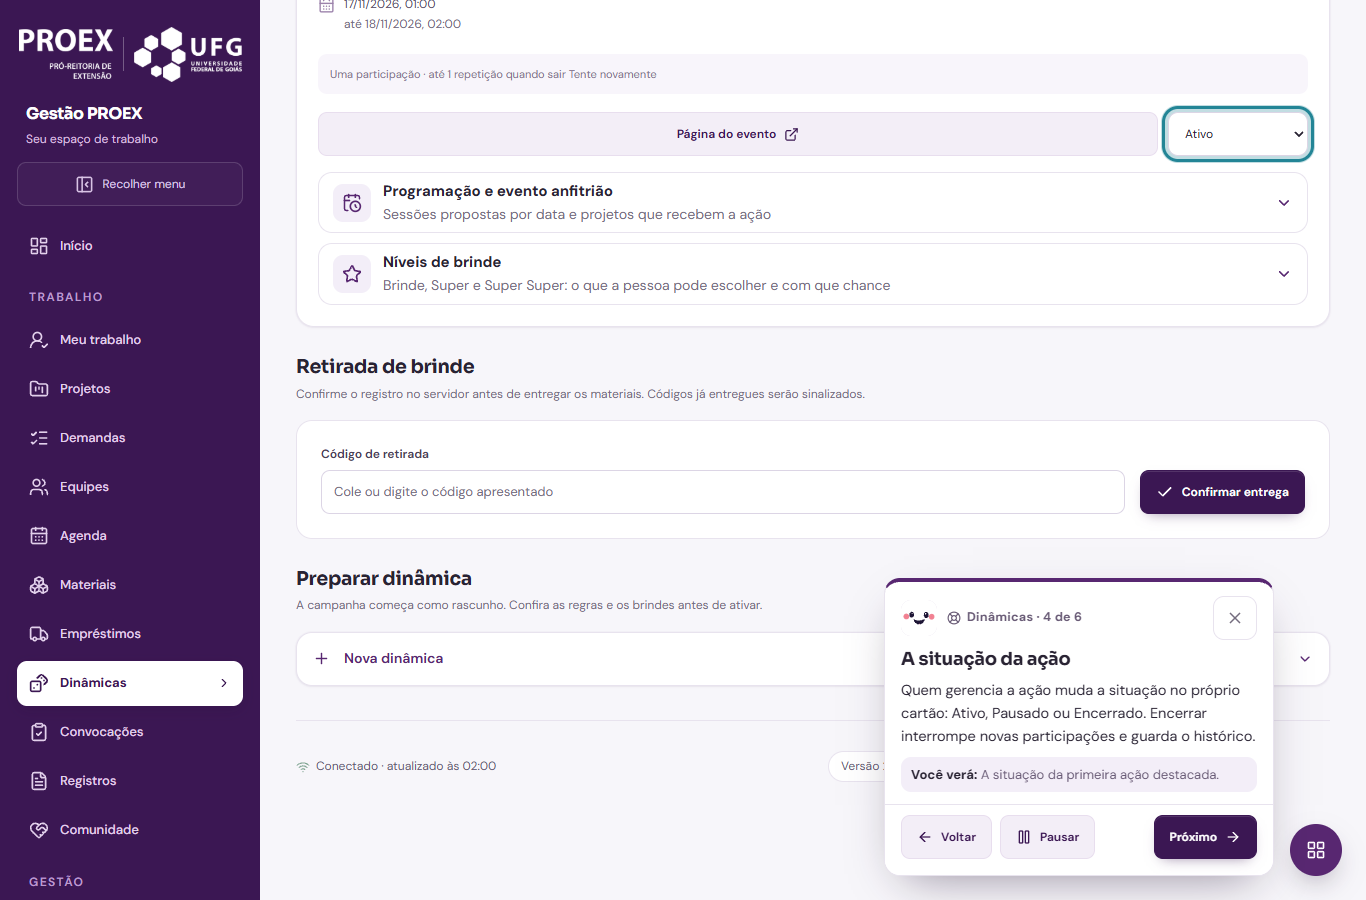 PROEX
PRÓ-REITORIA DE
EXTENSÃO
UFG
UNIVERSIDADE
FEDERAL DE GOIÁS
Gestão PROEX
Seu espaço de trabalho
Recolher menu
Início
TRABALHO
Meu trabalho
Projetos
Demandas
Equipes
Agenda
Materiais
Empréstimos
Dinâmicas
Convocações
Registros
Comunidade
GESTÃO
17/11/2026, 01:00
até 18/11/2026, 02:00
Uma participação · até 1 repetição quando sair Tente novamente
Página do evento
Ativo
Programação e evento anfitrião
Sessões propostas por data e projetos que recebem a ação
Níveis de brinde
Brinde, Super e Super Super: o que a pessoa pode escolher e com que chance
Retirada de brinde
Confirme o registro no servidor antes de entregar os materiais. Códigos já entregues serão sinalizados.
Código de retirada
Cole ou digite o código apresentado
Confirmar entrega
Preparar dinâmica
A campanha começa como rascunho. Confira as regras e os brindes antes de ativar.
Nova dinâmica
Conectado · atualizado às 02:00
Versão
Dinâmicas · 4 de 6
A situação da ação
Quem gerencia a ação muda a situação no próprio
cartão: Ativo, Pausado ou Encerrado. Encerrar
interrompe novas participações e guarda o histórico.
Você verá: A situação da primeira ação destacada.
Voltar
Pausar
Próximo